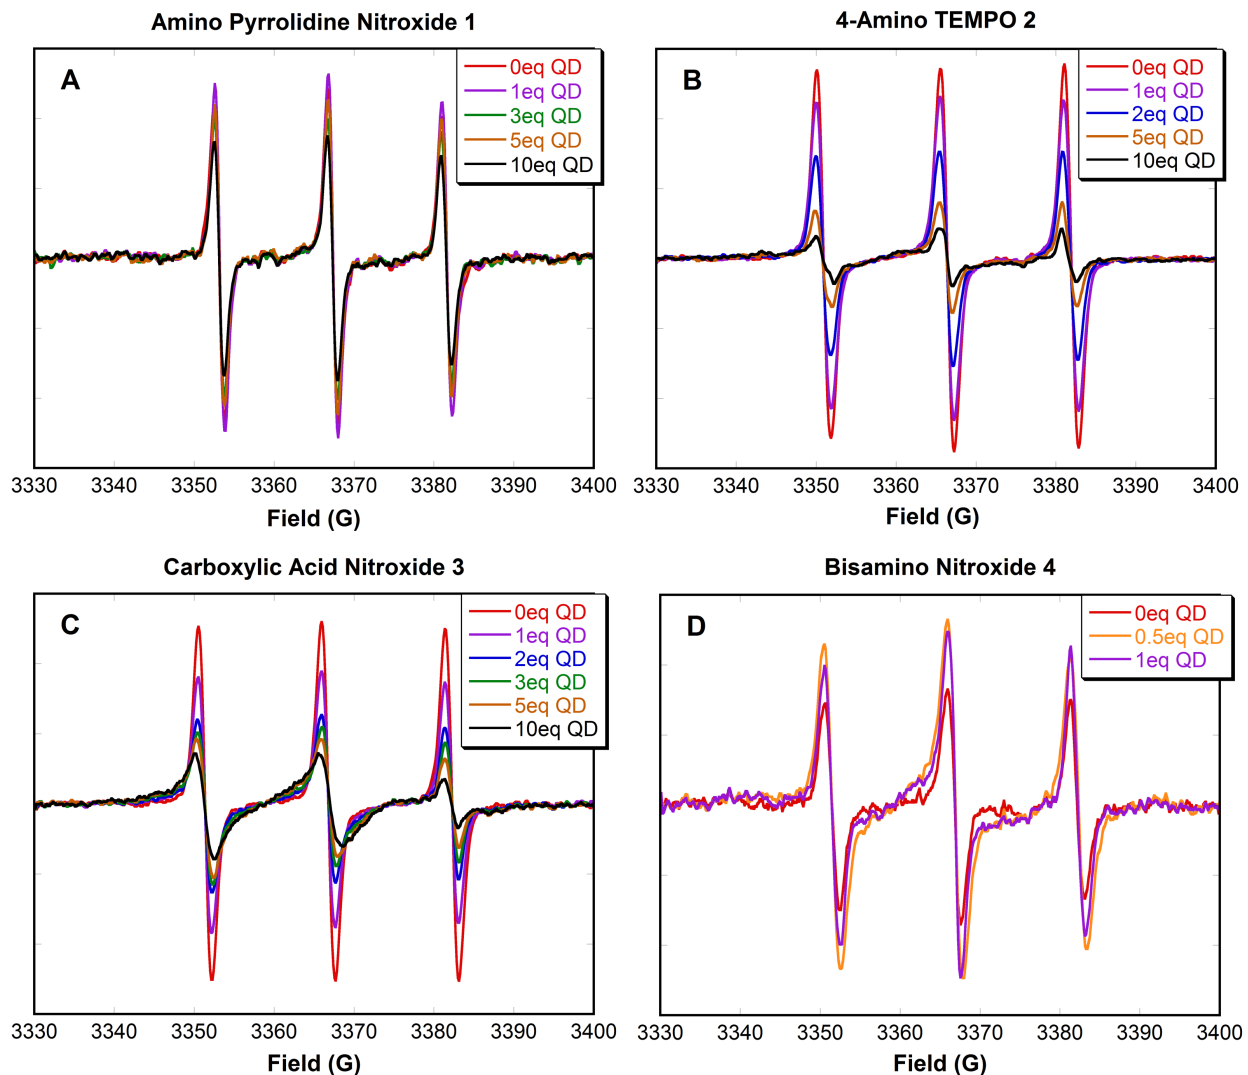 Amino Pyrrolidine Nitroxide 1
A
0eq QD
1eq QD
3eq QD
5eq QD
10eq QD
3330 3340 3350 3360 3370 3380 3390 3400
Field (G)
4-Amino TEMPO 2
B
0eq QD
1eq QD
2eq QD
5eq QD
10eq QD
3330 3340 3350 3360 3370 3380 3390 3400
Field (G)
Carboxylic Acid Nitroxide 3
C
0eq QD
1eq QD
2eq QD
3eq QD
5eq QD
10eq QD
3330 3340 3350 3360 3370 3380 3390 3400
Field (G)
Bisamino Nitroxide 4
D
0eq QD
0.5eq QD
1eq QD
3330 3340 3350 3360 3370 3380 3390 3400
Field (G)